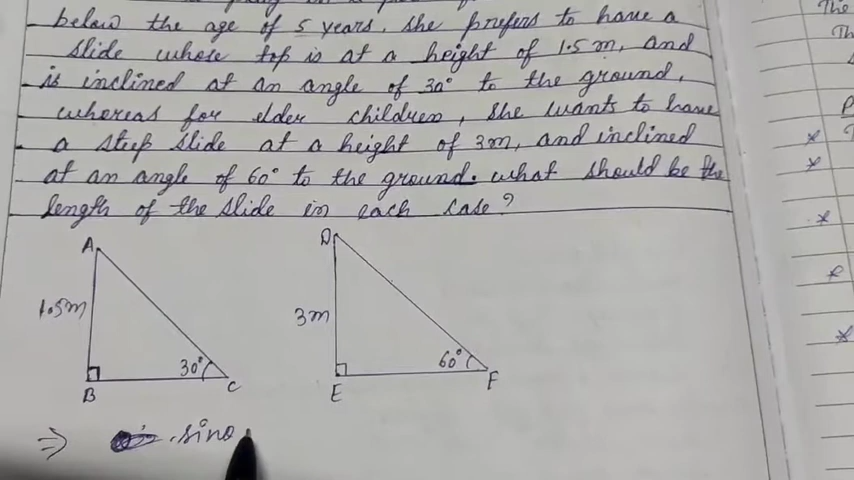 below the age of 5 years, she prefers to have a
slide whose top is at a height of 1.5 m, and
is inclined at an angle of 30° to the ground,
whereas for elder children, she wants to have
a steep slide at a height of 3m, and inclined
at an angle of 60° to the ground. what should be the
length of the slide in each case?
A
D
1.5m
3m
30°
60°
B
C
E
F
⇒ sinθ
The
Th